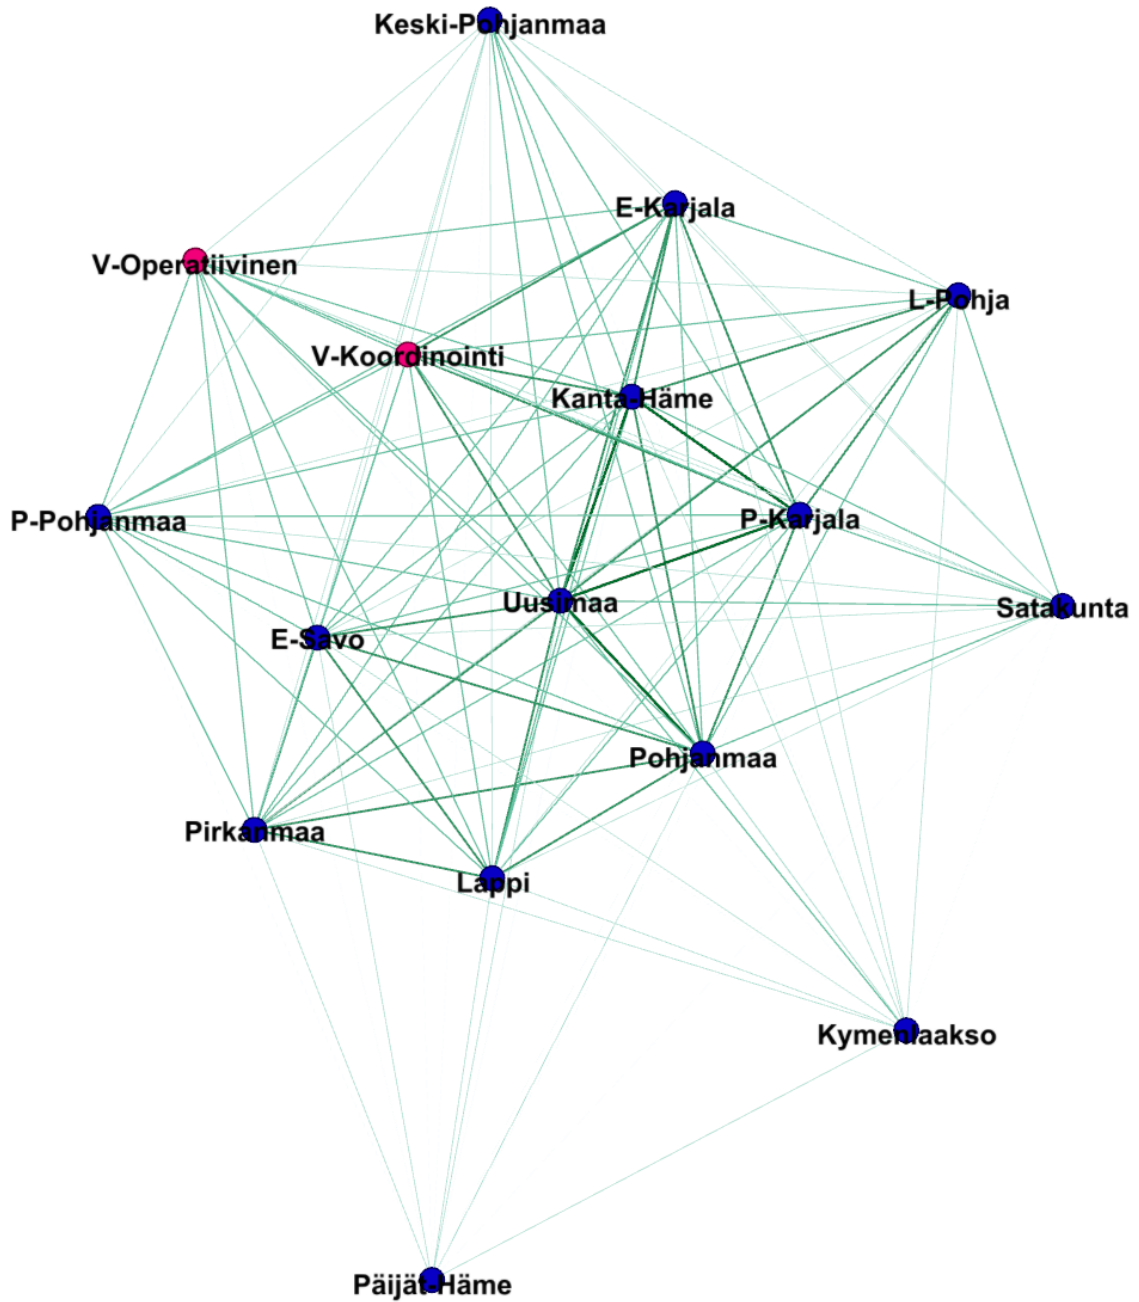 Keski-Pohjanmaa
E-Karjala
V-Operatiivinen
L-Pohja
V-Koordinointi
Kanta-Häme
P-Pohjanmaa
P-Karjala
Uusimaa
Satakunta
E-Savo
Pohjanmaa
Pirkanmaa
Lappi
Kymenlaakso
Päijät-Häme